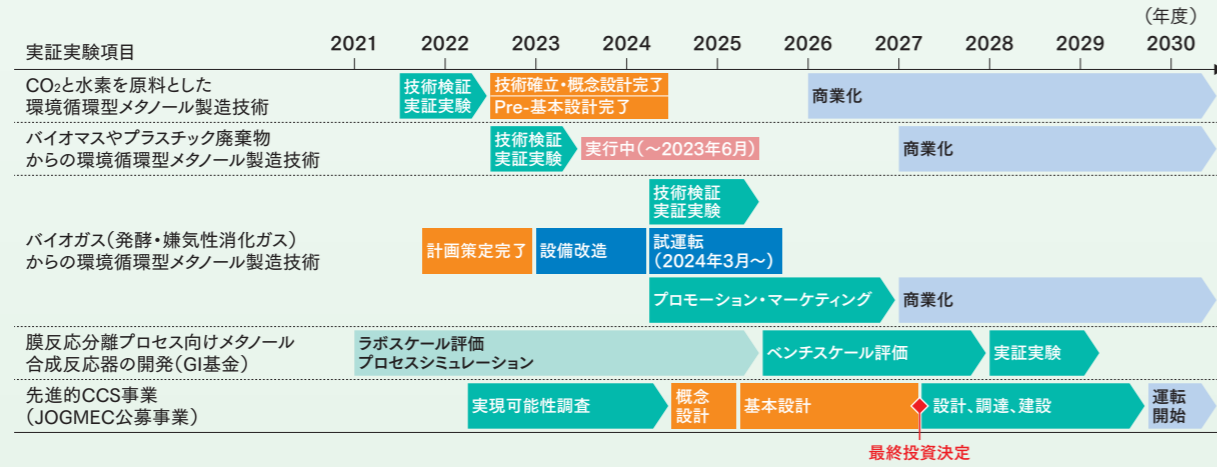 (年度)
実証実験項目
2021 2022 2023 2024 2025 2026 2027 2028 2029 2030
CO₂と水素を原料とした
環境循環型メタノール製造技術
技術検証
実証実験
技術確立・概念設計完了
Pre-基本設計完了
商業化
バイオマスやプラスチック廃棄物
からの環境循環型メタノール製造技術
技術検証
実証実験
実行中(～2023年6月)
商業化
バイオガス(発酵・嫌気性消化ガス)
からの環境循環型メタノール製造技術
技術検証
実証実験
計画策定完了
設備改造
試運転
(2024年3月～)
プロモーション・マーケティング
商業化
膜反応分離プロセス向けメタノール
合成反応器の開発(GI基金)
ラボスケール評価
プロセスシミュレーション
ベンチスケール評価
実証実験
先進的CCS事業
(JOGMEC公募事業)
実現可能性調査
概念
設計
基本設計
設計、調達、建設
運転
開始
最終投資決定